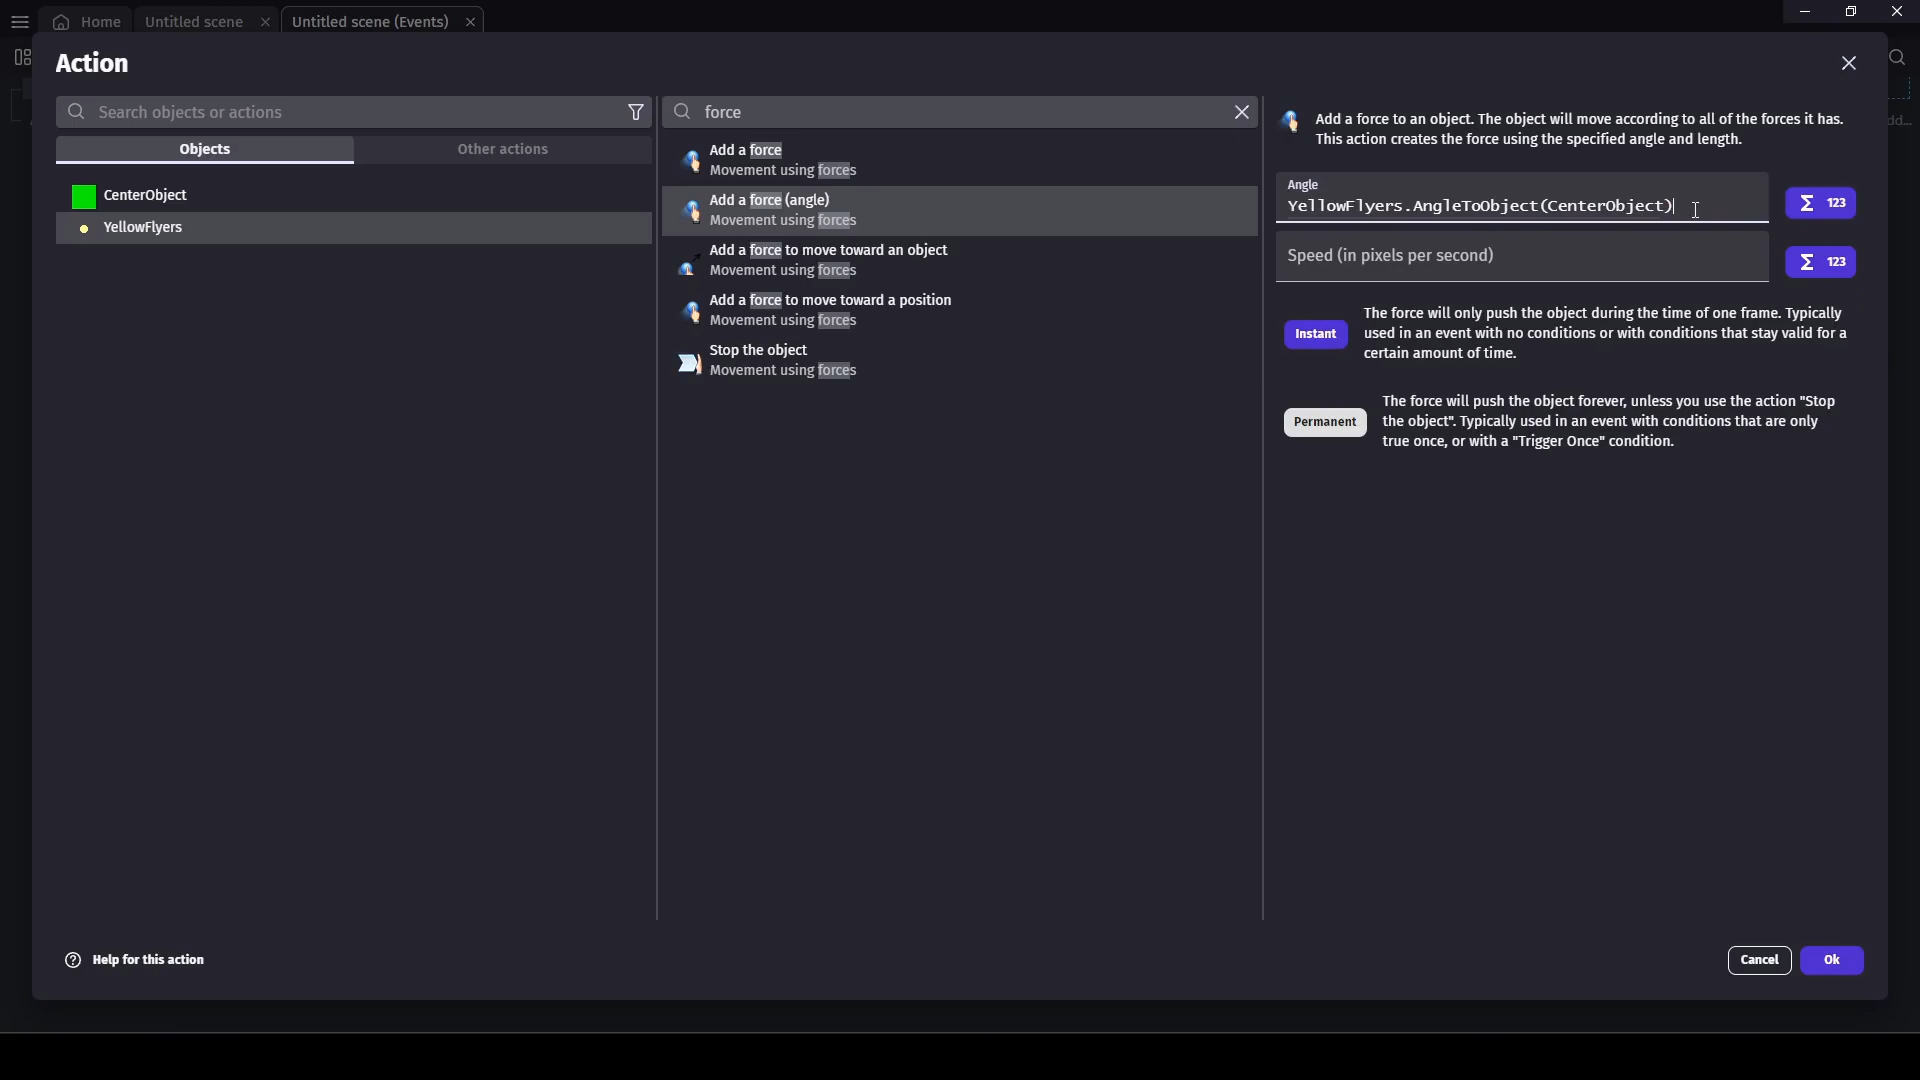 Home
Untitled scene
Untitled scene (Events)
Action
Search objects or actions
Objects
Other actions
CenterObject
YellowFlyers
force
Add a force
Movement using forces
Add a force (angle)
Movement using forces
Add a force to move toward an object
Movement using forces
Add a force to move toward a position
Movement using forces
Stop the object
Movement using forces
Add a force to an object. The object will move according to all of the forces it has.
This action creates the force using the specified angle and length.
Angle
YellowFlyers.AngleToObject(CenterObject)
Σ 123
Speed (in pixels per second)
Σ 123
Instant
The force will only push the object during the time of one frame. Typically
used in an event with no conditions or with conditions that stay valid for a
certain amount of time.
Permanent
The force will push the object forever, unless you use the action "Stop
the object". Typically used in an event with conditions that are only
true once, or with a "Trigger Once" condition.
Help for this action
Cancel
Ok